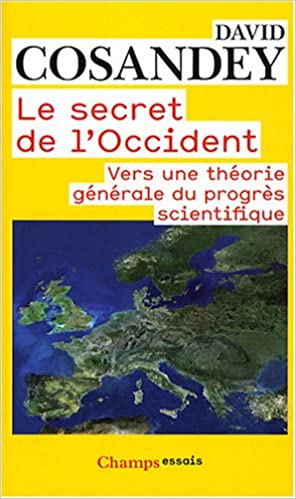 DAVID
COSANDEY
Le secret
de l'Occident
Vers une théorie
générale du progrès
scientifique
Champs essais